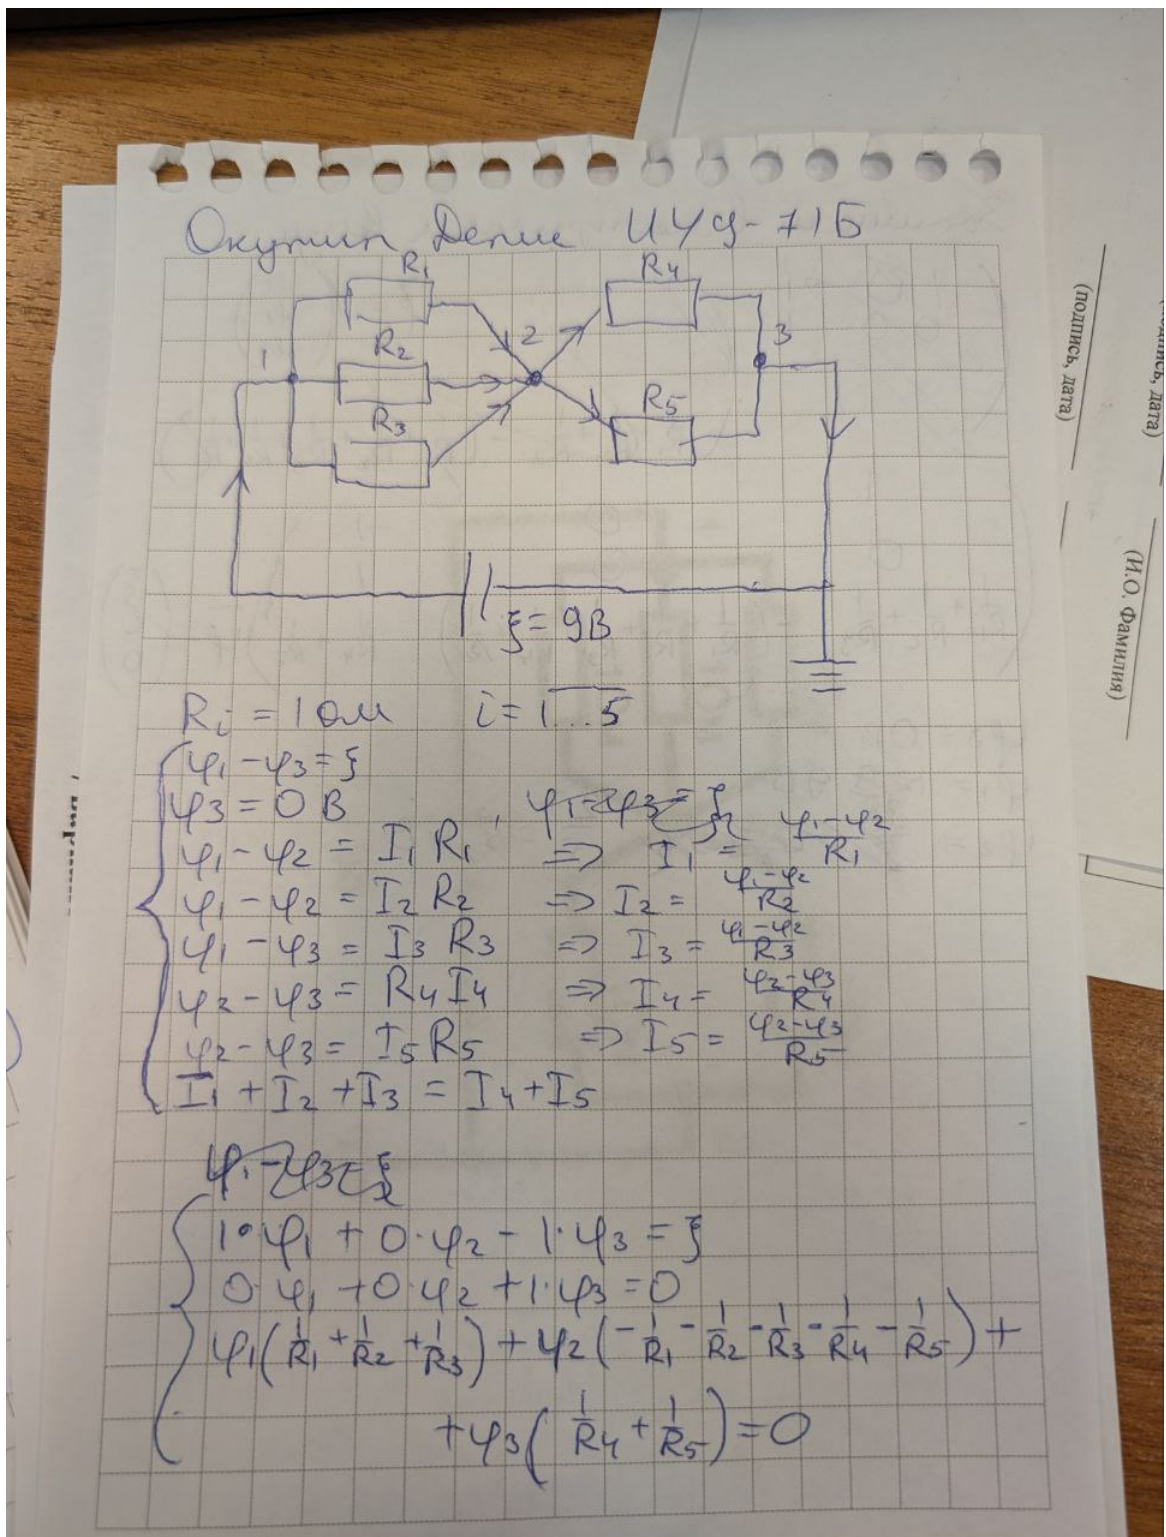 ИУ9-71Б
R₁
R₄
1
R₂
2
3
R₃
R₅
ξ = 9В
Rᵢ = 1 ом i = 1...5
φ₁ - φ₃ = ξ
φ₃ = 0 В
φ₁ - φ₂ = I₁ R₁ => I₁ = (φ₁ - φ₂)/R₁
φ₁ - φ₂ = I₂ R₂ => I₂ = (φ₁ - φ₂)/R₂
φ₁ - φ₃ = I₃ R₃ => I₃ = (φ₁ - φ₂)/R₃
φ₂ - φ₃ = R₄ I₄ => I₄ = (φ₂ - φ₃)/R₄
φ₂ - φ₃ = I₅ R₅ => I₅ = (φ₂ - φ₃)/R₅
I₁ + I₂ + I₃ = I₄ + I₅
1·φ₁ + 0·φ₂ - 1·φ₃ = ξ
0·φ₁ + 0·φ₂ + 1·φ₃ = 0
φ₁(1/R₁ + 1/R₂ + 1/R₃) + φ₂(-1/R₁ - 1/R₂ - 1/R₃ - 1/R₄ - 1/R₅) +
+ φ₃(1/R₄ + 1/R₅) = 0
(подпись, дата)
(И.О. Фамилия)